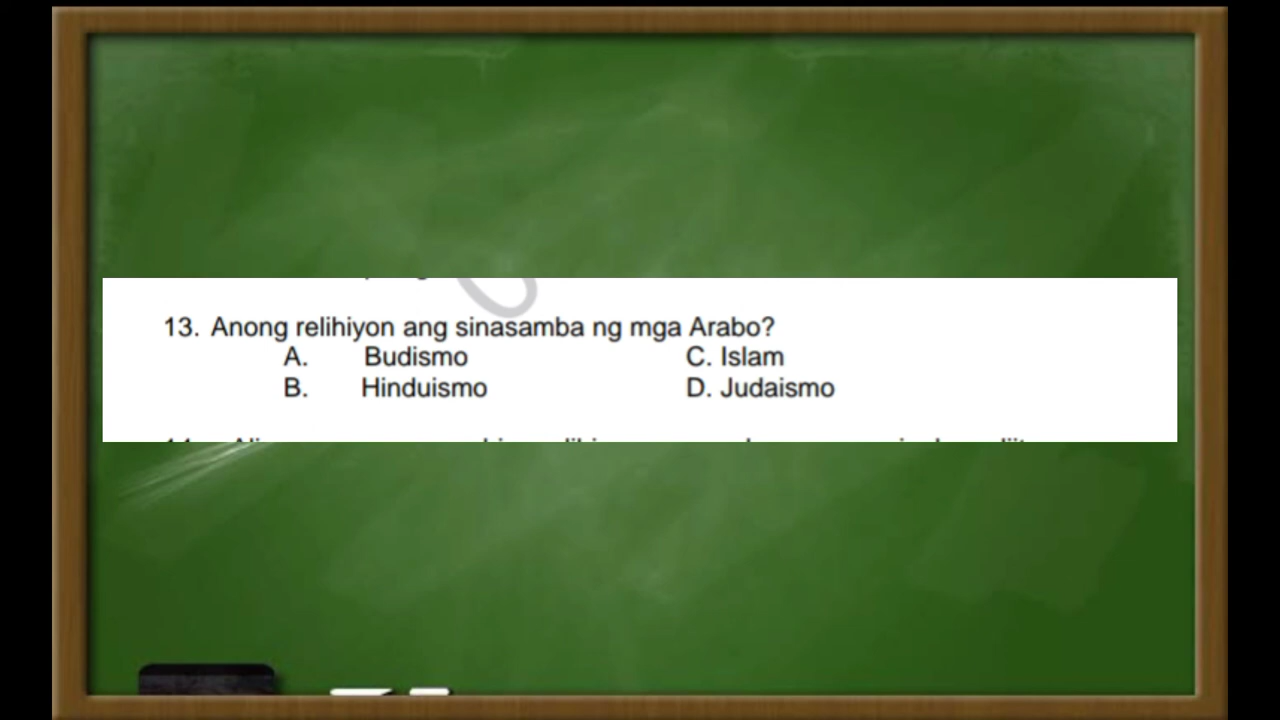 13. Anong relihiyon ang sinasamba ng mga Arabo?
A. Budismo C. Islam
B. Hinduismo D. Judaismo